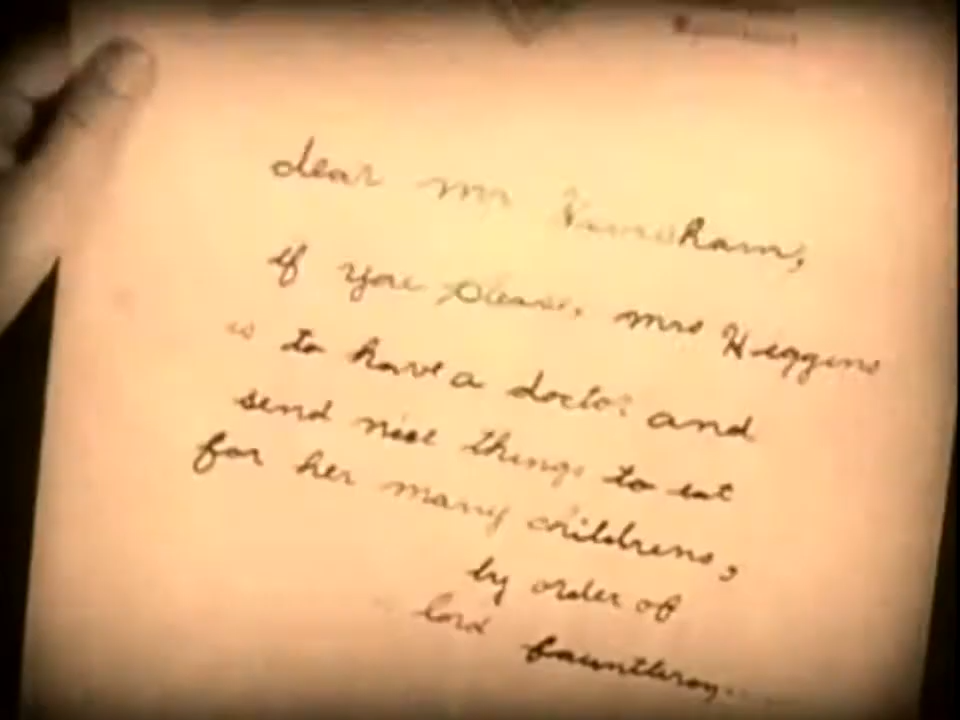 dear mr
if you please, mrs Higgins
is to have a doctor and
send nice things to eat
for her many childrens,
by order of
lord fauntleroy